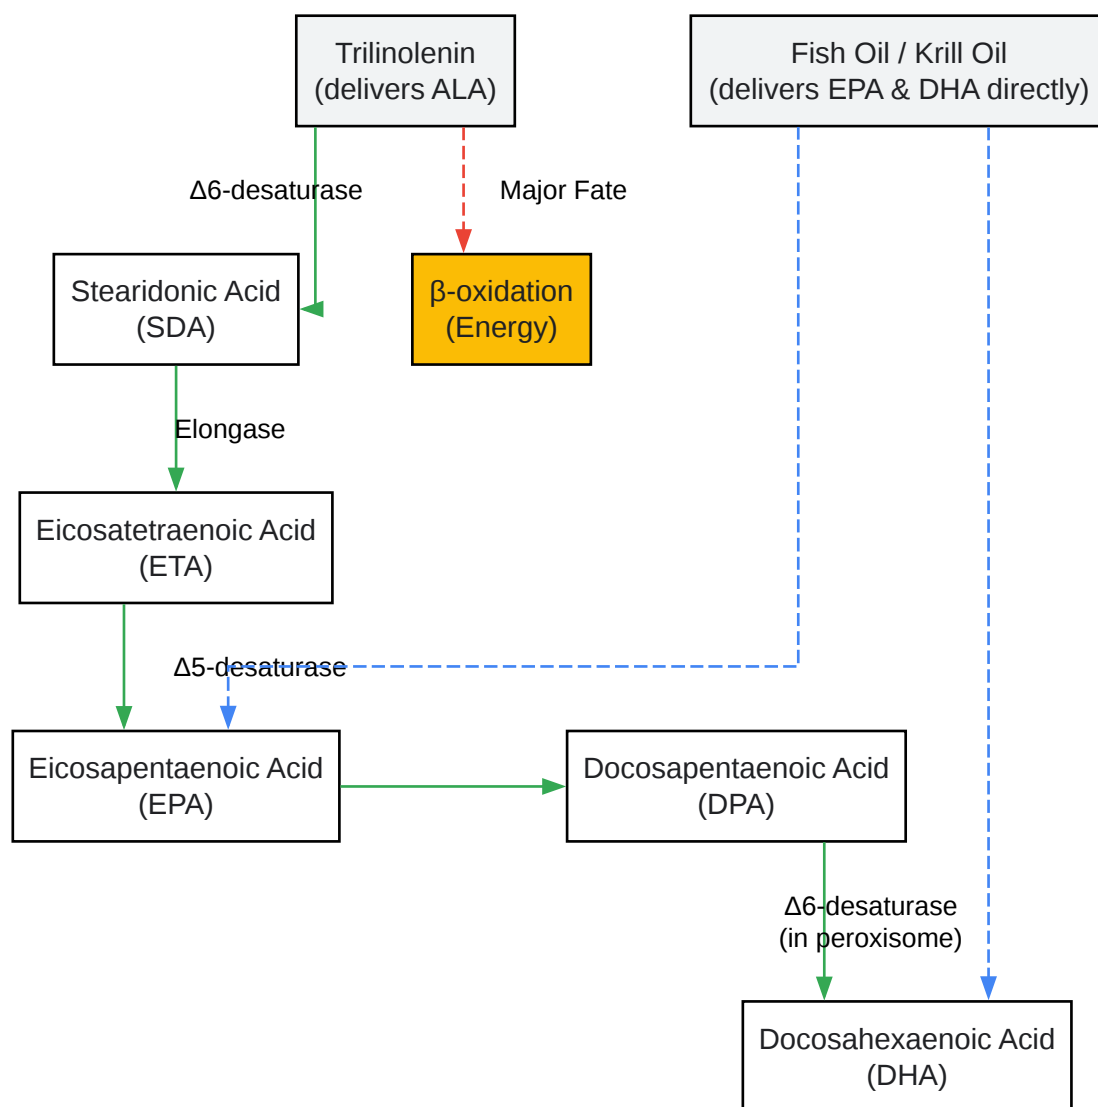 Trilinolenin
(delivers ALA)
Fish Oil / Krill Oil
(delivers EPA & DHA directly)
Δ6-desaturase
Major Fate
Stearidonic Acid
(SDA)
β-oxidation
(Energy)
Elongase
Eicosatetraenoic Acid
(ETA)
Δ5-desaturase
Eicosapentaenoic Acid
(EPA)
Docosapentaenoic Acid
(DPA)
Δ6-desaturase
(in peroxisome)
Docosahexaenoic Acid
(DHA)